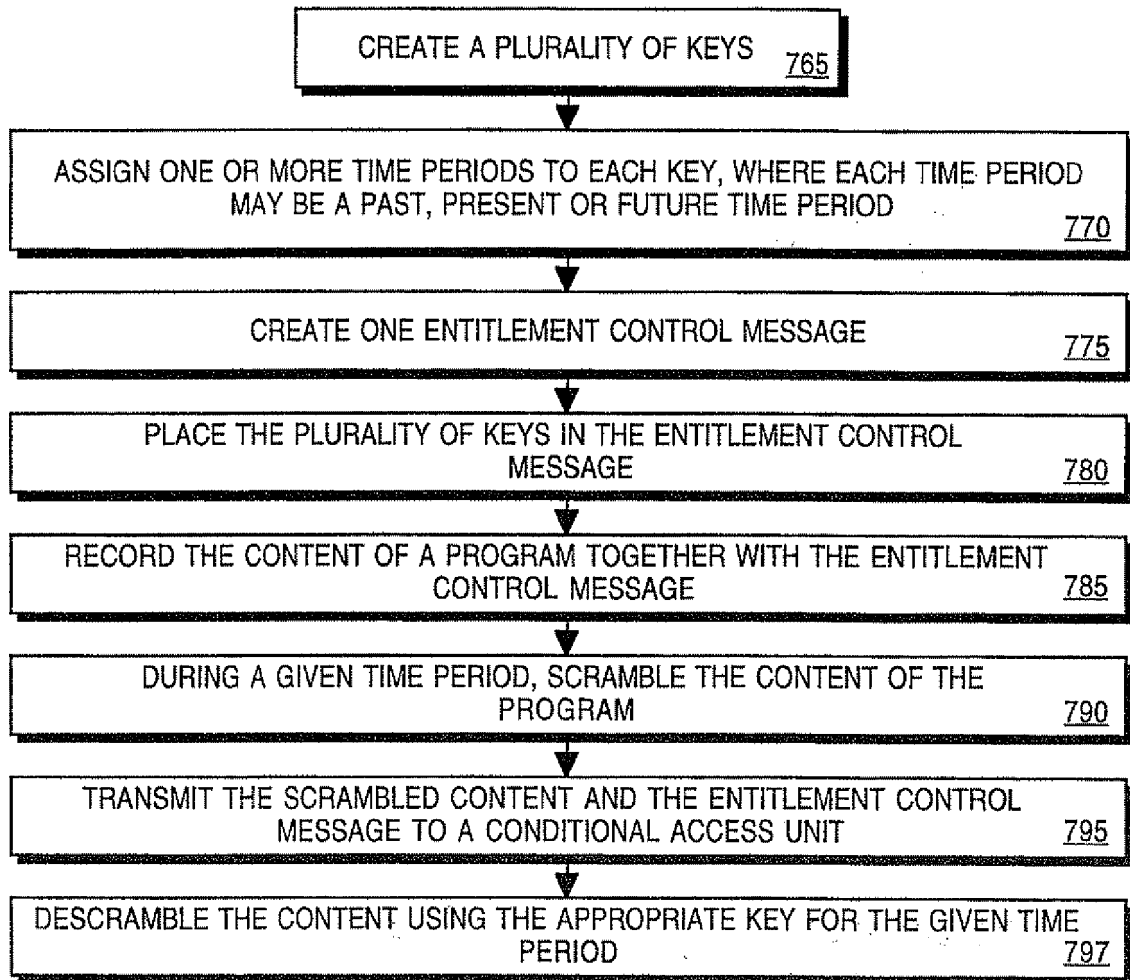 CREATE A PLURALITY OF KEYS
765
ASSIGN ONE OR MORE TIME PERIODS TO EACH KEY, WHERE EACH TIME PERIOD
MAY BE A PAST, PRESENT OR FUTURE TIME PERIOD
770
CREATE ONE ENTITLEMENT CONTROL MESSAGE
775
PLACE THE PLURALITY OF KEYS IN THE ENTITLEMENT CONTROL
MESSAGE
780
RECORD THE CONTENT OF A PROGRAM TOGETHER WITH THE ENTITLEMENT
CONTROL MESSAGE
785
DURING A GIVEN TIME PERIOD, SCRAMBLE THE CONTENT OF THE
PROGRAM
790
TRANSMIT THE SCRAMBLED CONTENT AND THE ENTITLEMENT CONTROL
MESSAGE TO A CONDITIONAL ACCESS UNIT
795
DESCRAMBLE THE CONTENT USING THE APPROPRIATE KEY FOR THE GIVEN TIME
PERIOD
797